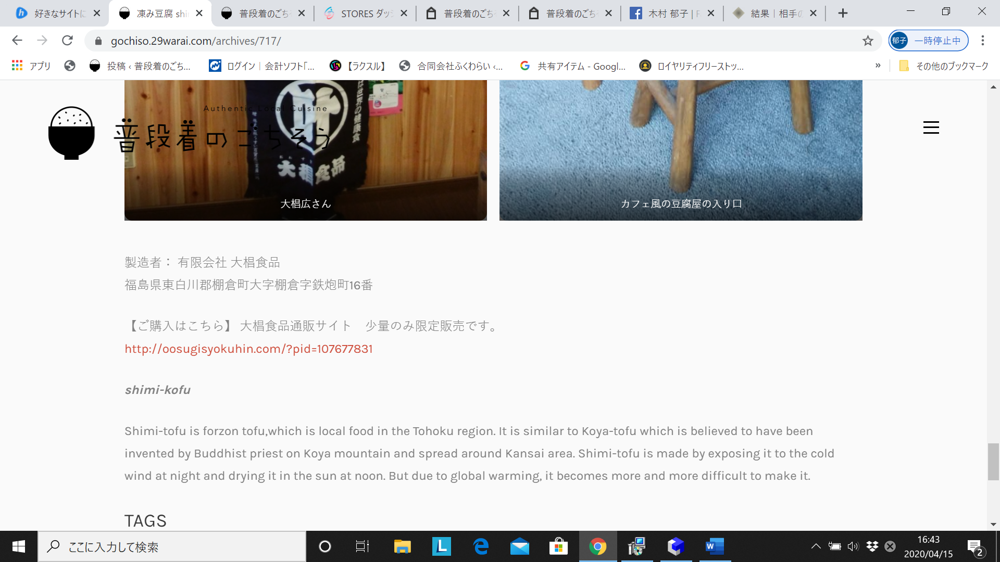 好きなサイトに
凍み豆腐 shi
普段着のごち
STORES ダッシ
普段着のごち
普段着のごち
木村 郁子 | F
結果｜相手の
gochiso.29warai.com/archives/717/
郁子 一時停止中
アプリ
投稿 ‹ 普段着のごち...
ログイン｜会計ソフト「...
【ラクスル】
合同会社ふくわらい ‹...
共有アイテム - Googl...
ロイヤリティフリーストッ...
»
その他のブックマーク
Authentic Local Cuisine
普段着のごちそう
は世界の健康食
大椙食品
大椙広さん
カフェ風の豆腐屋の入り口
製造者： 有限会社 大椙食品
福島県東白川郡棚倉町大字棚倉字鉄炮町16番
【ご購入はこちら】 大椙食品通販サイト　少量のみ限定販売です。
http://oosugisyokuhin.com/?pid=107677831
shimi-kofu
Shimi-tofu is forzon tofu,which is local food in the Tohoku region. It is similar to Koya-tofu which is believed to have been
invented by Buddhist priest on Koya mountain and spread around Kansai area. Shimi-tofu is made by exposing it to the cold
wind at night and drying it in the sun at noon. But due to global warming, it becomes more and more difficult to make it.
TAGS
ここに入力して検索
16:43
2020/04/15
2